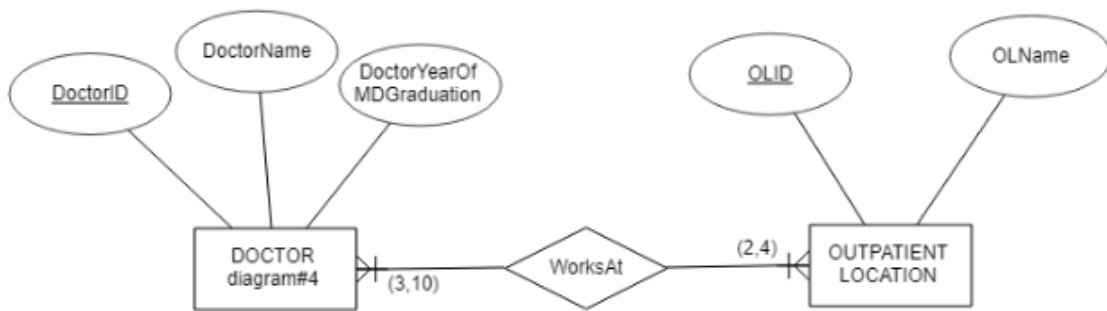 DoctorID
DoctorName
DoctorYearOf
MDGraduation
OLID
OLName
DOCTOR
diagram#4
(3,10)
WorksAt
(2,4)
OUTPATIENT
LOCATION